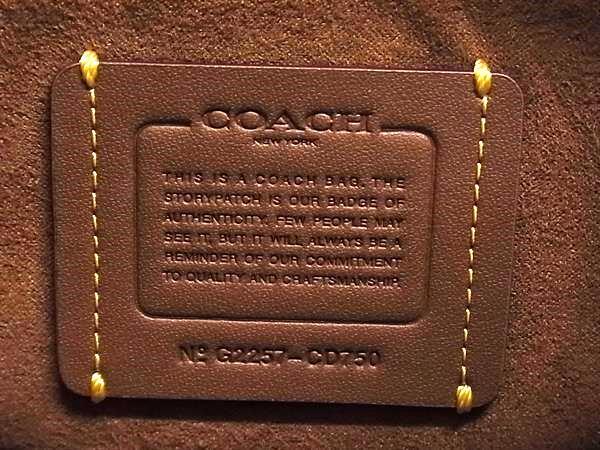 COACH
NEW YORK
THIS IS A COACH BAG. THE
STORYPATCH IS OUR BADGE OF
AUTHENTICITY. FEW PEOPLE MAY
SEE IT, BUT IT WILL ALWAYS BE A
REMINDER OF OUR COMMITMENT
TO QUALITY AND CRAFTSMANSHIP.
Nº G2257-CD750